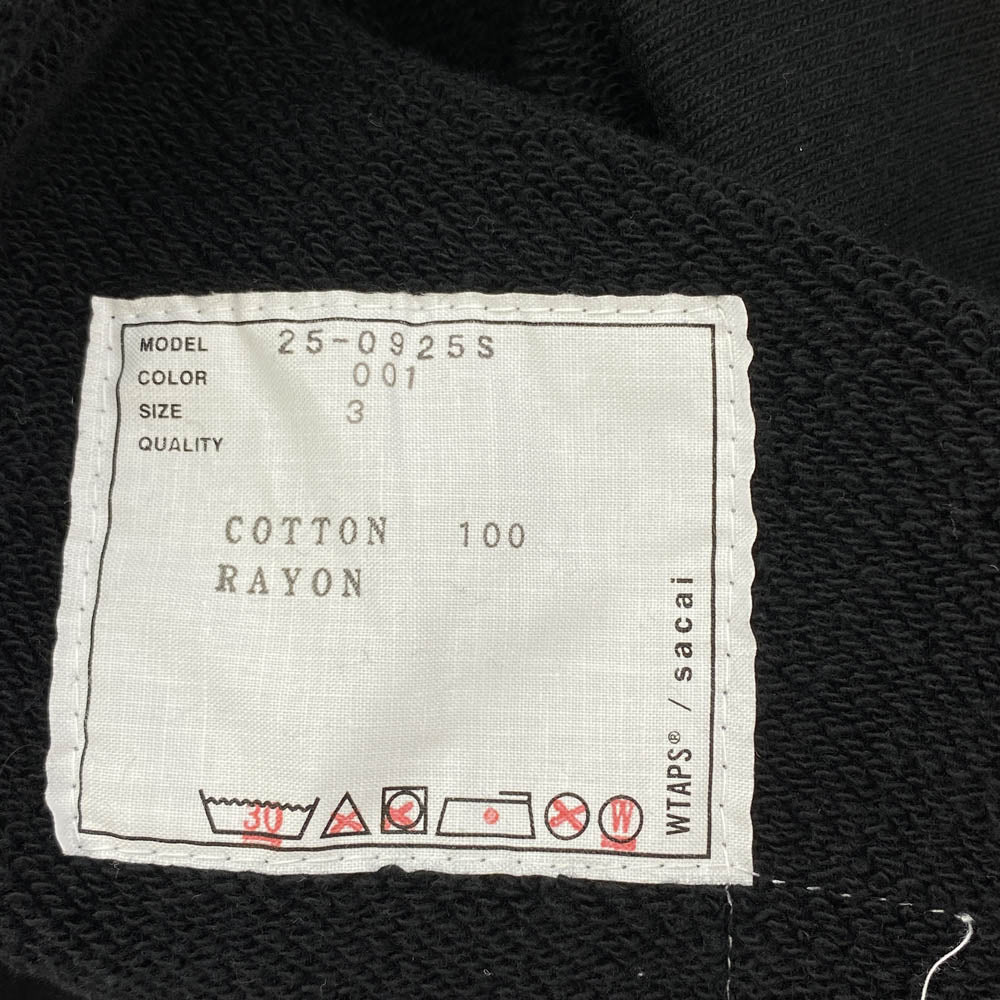 MODEL 25-0925S
COLOR 001
SIZE 3
QUALITY
COTTON 100
RAYON
WTAPS® / sacai
30
W